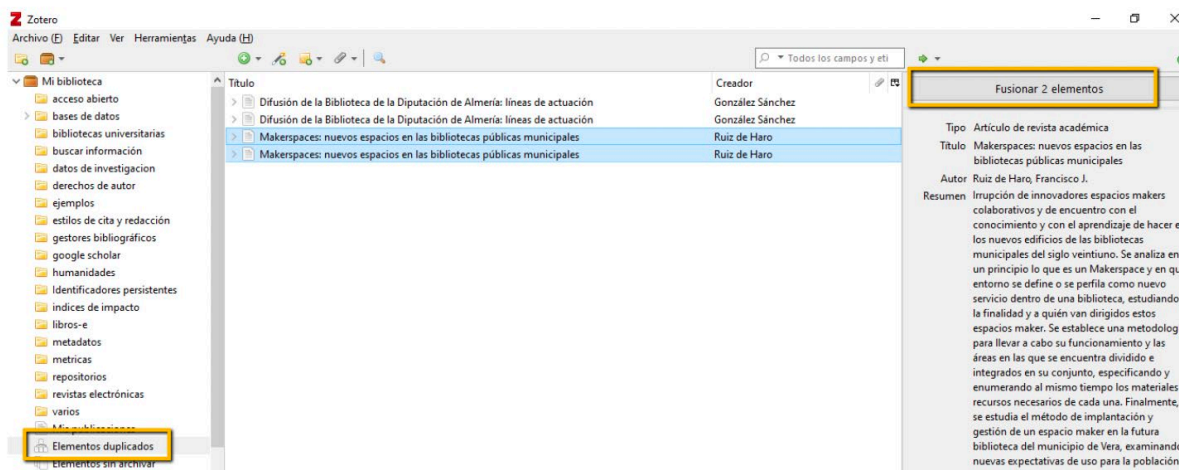 Zotero
Archivo (F) Editar Ver Herramientas Ayuda (H)
Todos los campos y eti
Mi biblioteca
acceso abierto
bases de datos
bibliotecas universitarias
buscar información
datos de investigacion
derechos de autor
ejemplos
estilos de cita y redacción
gestores bibliográficos
google scholar
humanidades
Identificadores persistentes
indices de impacto
libros-e
metadatos
metricas
repositorios
revistas electrónicas
varios
Mis publicaciones
Elementos duplicados
Elementos sin archivar
Título Creador
Difusión de la Biblioteca de la Diputación de Almería: líneas de actuación González Sánchez
Difusión de la Biblioteca de la Diputación de Almería: líneas de actuación González Sánchez
Makerspaces: nuevos espacios en las bibliotecas públicas municipales Ruiz de Haro
Makerspaces: nuevos espacios en las bibliotecas públicas municipales Ruiz de Haro
Fusionar 2 elementos
Tipo Artículo de revista académica
Título Makerspaces: nuevos espacios en las
bibliotecas públicas municipales
Autor Ruiz de Haro, Francisco J.
Resumen Irrupción de innovadores espacios makers
colaborativos y de encuentro con el
conocimiento y con el aprendizaje de hacer e
los nuevos edificios de las bibliotecas
municipales del siglo veintiuno. Se analiza en
un principio lo que es un Makerspace y en qu
entorno se define o se perfila como nuevo
servicio dentro de una biblioteca, estudiando
la finalidad y a quién van dirigidos estos
espacios maker. Se establece una metodolog
para llevar a cabo su funcionamiento y las
áreas en las que se encuentra dividido e
integrados en su conjunto, especificando y
enumerando al mismo tiempo los materiales
recursos necesarios de cada una. Finalmente,
se estudia el método de implantación y
gestión de un espacio maker en la futura
biblioteca del municipio de Vera, examinando
nuevas expectativas de uso para la población